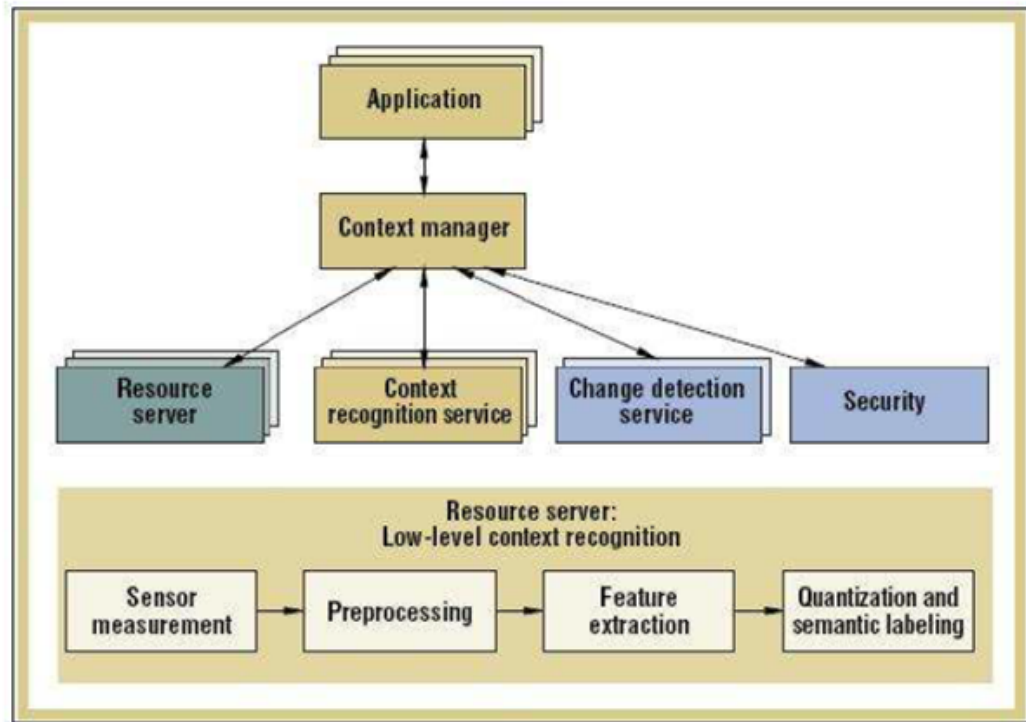 Application
Context manager
Resource
server
Context
recognition service
Change detection
service
Security
Resource server:
Low-level context recognition
Sensor
measurement
Preprocessing
Feature
extraction
Quantization and
semantic labeling